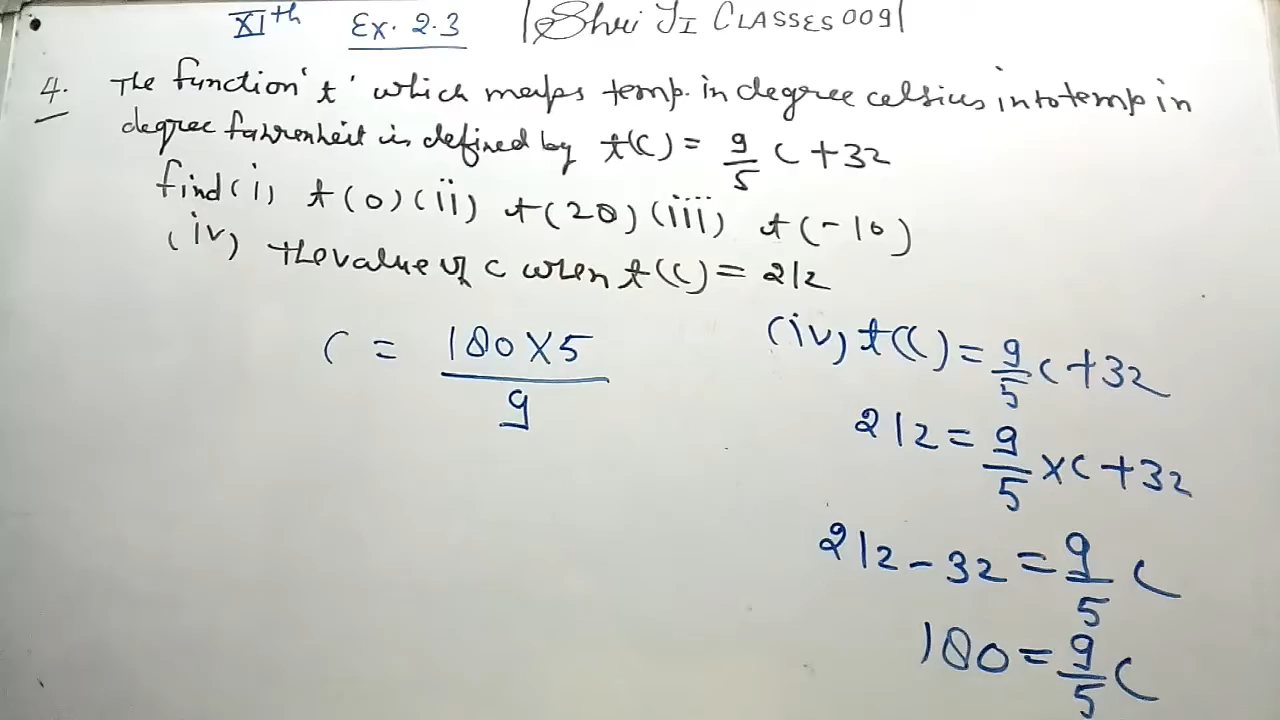 XIth Ex. 2.3 |Shri Ji CLASSES 009|
4. The function 't' which maps temp. in degree celsius into temp in
degree fahrenheit is defined by t(C) = 9/5 C + 32
find (i) t(0) (ii) t(20) (iii) t(-10)
(iv) the value of C when t(C) = 212
C = 180×5/9
(iv) t(C) = 9/5 C + 32
212 = 9/5 × C + 32
212 - 32 = 9/5 C
180 = 9/5 C